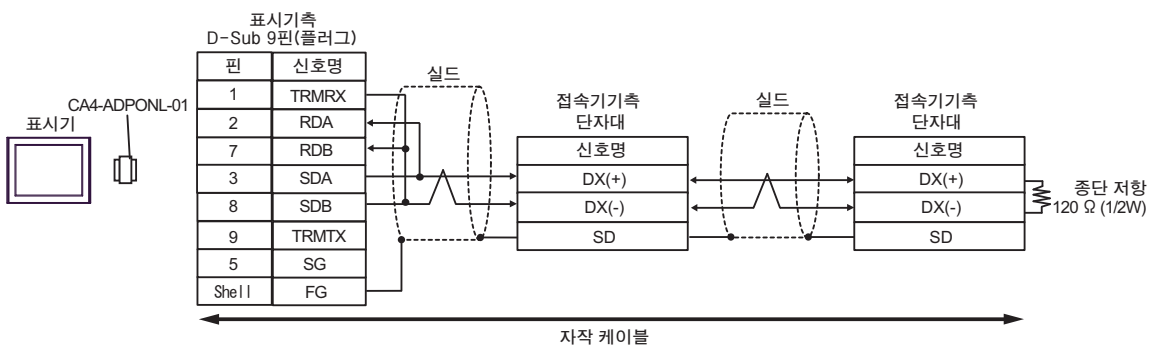 표시기측
D-Sub 9핀(플러그)
핀 신호명
1 TRMRX
2 RDA
7 RDB
3 SDA
8 SDB
9 TRMTX
5 SG
Shell FG
CA4-ADPONL-01
표시기
실드
접속기기측
단자대
신호명
DX(+)
DX(-)
SD
실드
접속기기측
단자대
신호명
DX(+)
DX(-)
SD
종단 저항
120 Ω (1/2W)
자작 케이블